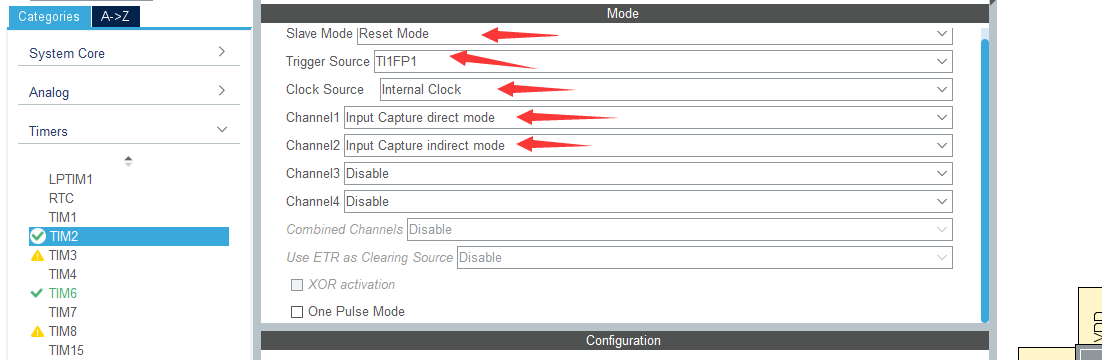 Categories
A->Z
System Core
Analog
Timers
LPTIM1
RTC
TIM1
TIM2
TIM3
TIM4
TIM6
TIM7
TIM8
TIM15
Mode
Slave Mode Reset Mode
Trigger Source TI1FP1
Clock Source Internal Clock
Channel1 Input Capture direct mode
Channel2 Input Capture indirect mode
Channel3 Disable
Channel4 Disable
Combined Channels Disable
Use ETR as Clearing Source Disable
XOR activation
One Pulse Mode
Configuration
VDD